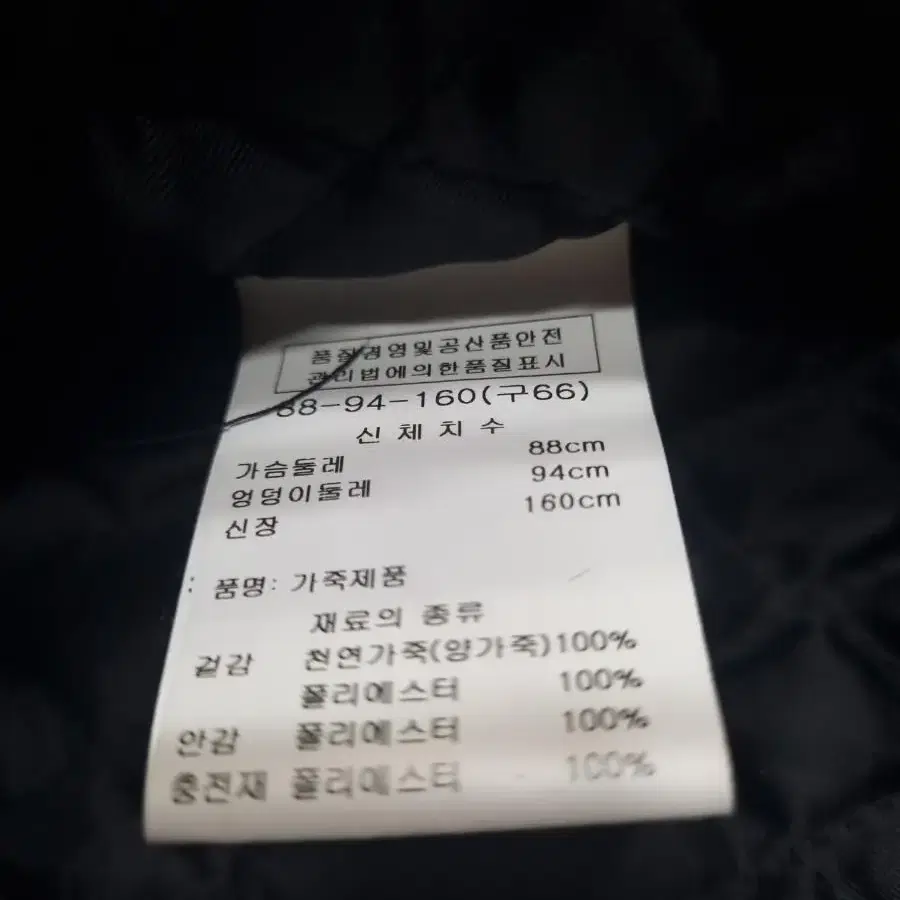 품질경영및공산품안전
관리법에의한품질표시
88-94-160(구66)
신체치수
가슴둘레 88cm
엉덩이둘레 94cm
신장 160cm
: 품명: 가죽제품
재료의 종류
겉감 천연가죽(양가죽)100%
폴리에스터 100%
안감 폴리에스터 100%
충전재 폴리에스터 100%